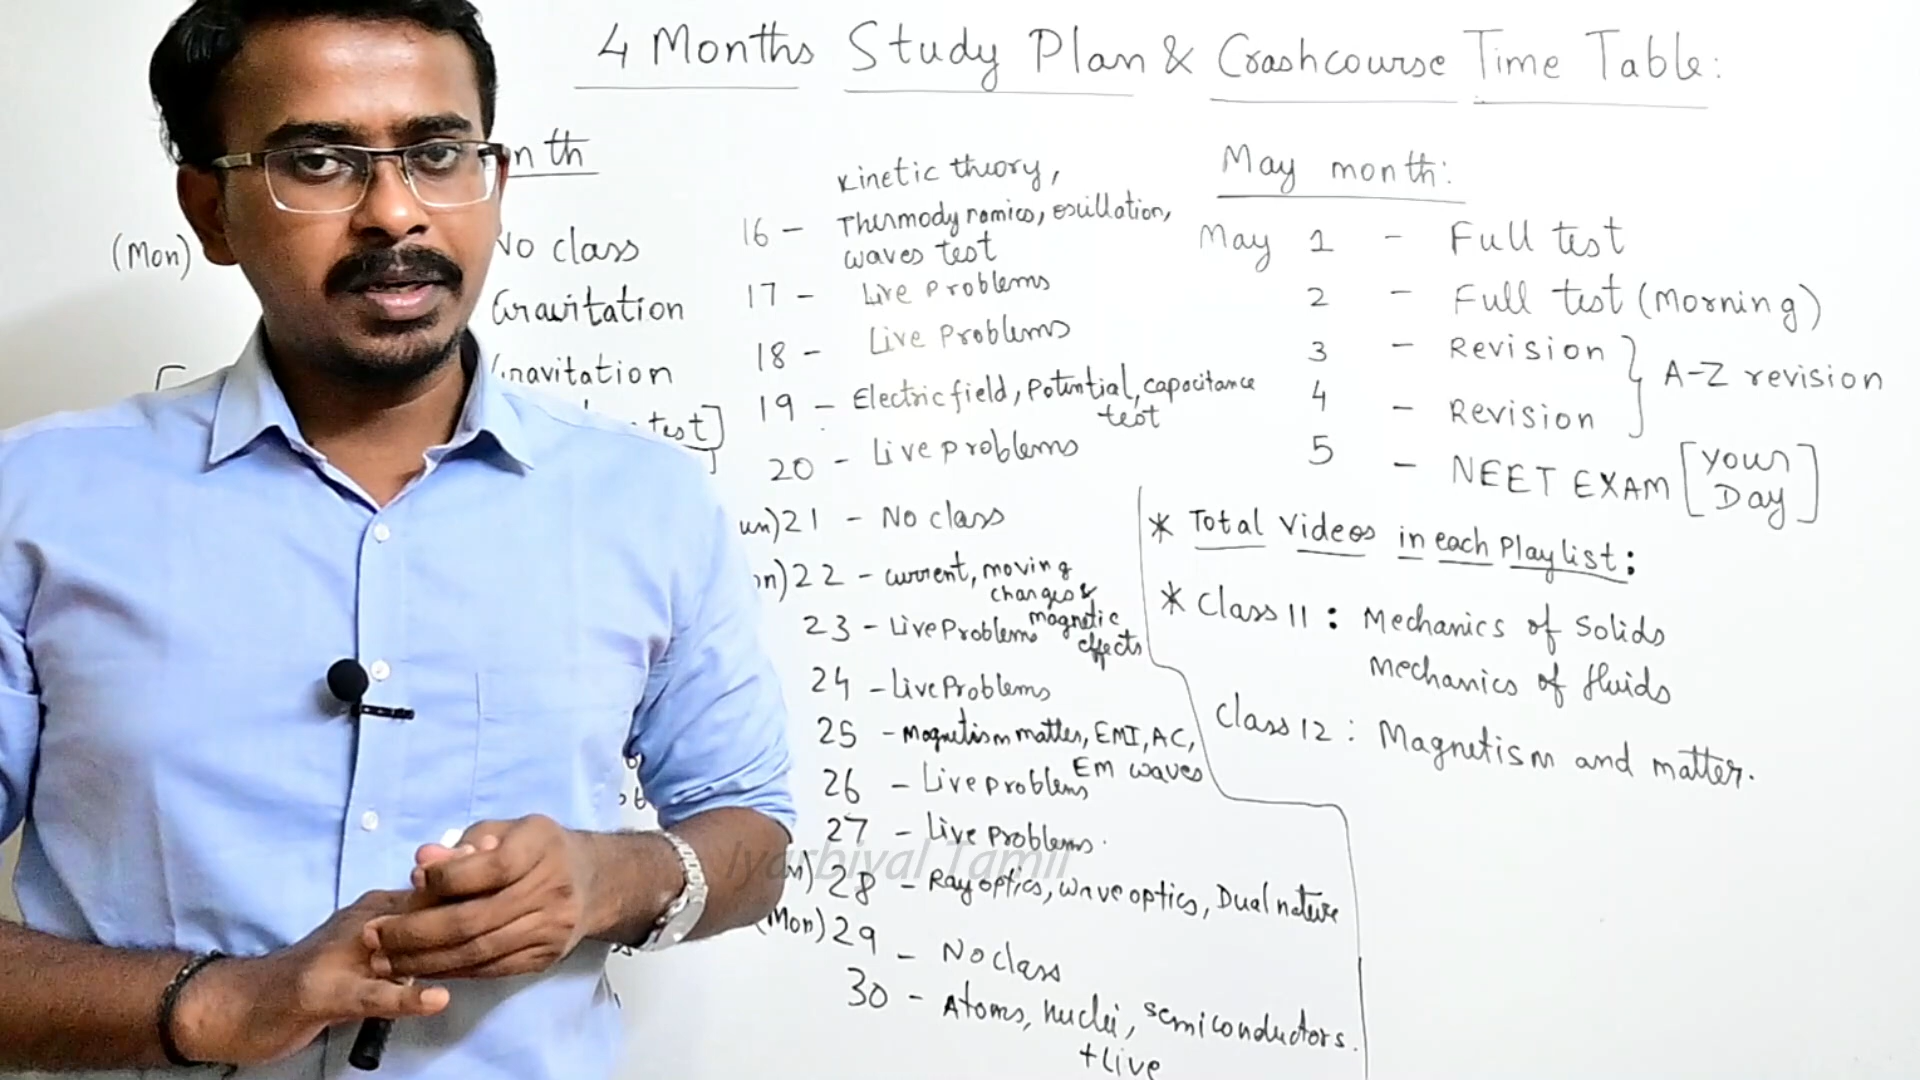 4 Months Study Plan & Crashcourse Time Table:
nth
(Mon)
No class
Gravitation
Gravitation
test]
16 - Kinetic theory,
Thermodynamics, oscillation,
waves test
17 - Live Problems
18 - Live Problems
19 - Electric field, Potential, capacitance
test
20 - Live problems
un) 21 - No class
on) 22 - current, moving
charges &
magnetic
effects
23 - Live Problems
24 - Live Problems
25 - Magnetism matter, EMI, AC,
EM waves
26 - Live problems
27 - Live problems.
28 - Ray optics, wave optics, Dual nature
(Mon) 29 - No class
30 - Atoms, nuclei, semiconductors.
+ Live
May month:
May 1 - Full test
2 - Full test (Morning)
3 - Revision
4 - Revision
A-Z revision
5 - NEET EXAM [Your
Day]
* Total Videos in each Playlist:
* Class 11: Mechanics of Solids
Mechanics of fluids
Class 12: Magnetism and matter.
Iyarbiyal Tamil